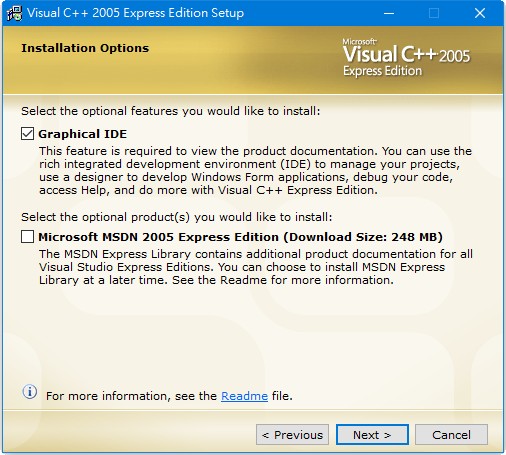 Visual C++ 2005 Express Edition Setup
Installation Options
Microsoft
Visual C++ 2005
Express Edition
Select the optional features you would like to install:
Graphical IDE
This feature is required to view the product documentation. You can use the
rich integrated development environment (IDE) to manage your projects,
use a designer to develop Windows Form applications, debug your code,
access Help, and do more with Visual C++ Express Edition.
Select the optional product(s) you would like to install:
Microsoft MSDN 2005 Express Edition (Download Size: 248 MB)
The MSDN Express Library contains additional product documentation for all
Visual Studio Express Editions. You can choose to install MSDN Express
Library at a later time. See the Readme for more information.
For more information, see the Readme file.
< Previous
Next >
Cancel